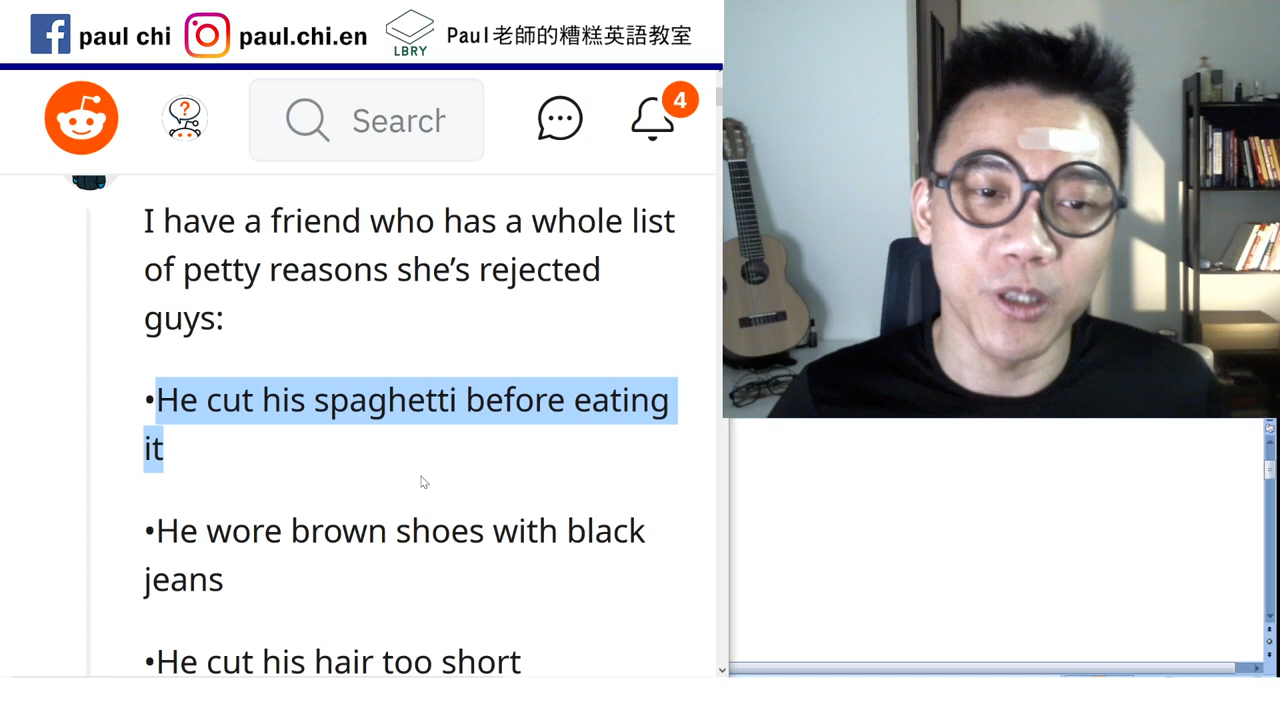 paul chi paul.chi.en LBRY Paul老師的糟糕英語教室
? Search 4
I have a friend who has a whole list
of petty reasons she’s rejected
guys:
•He cut his spaghetti before eating
it
•He wore brown shoes with black
jeans
•He cut his hair too short